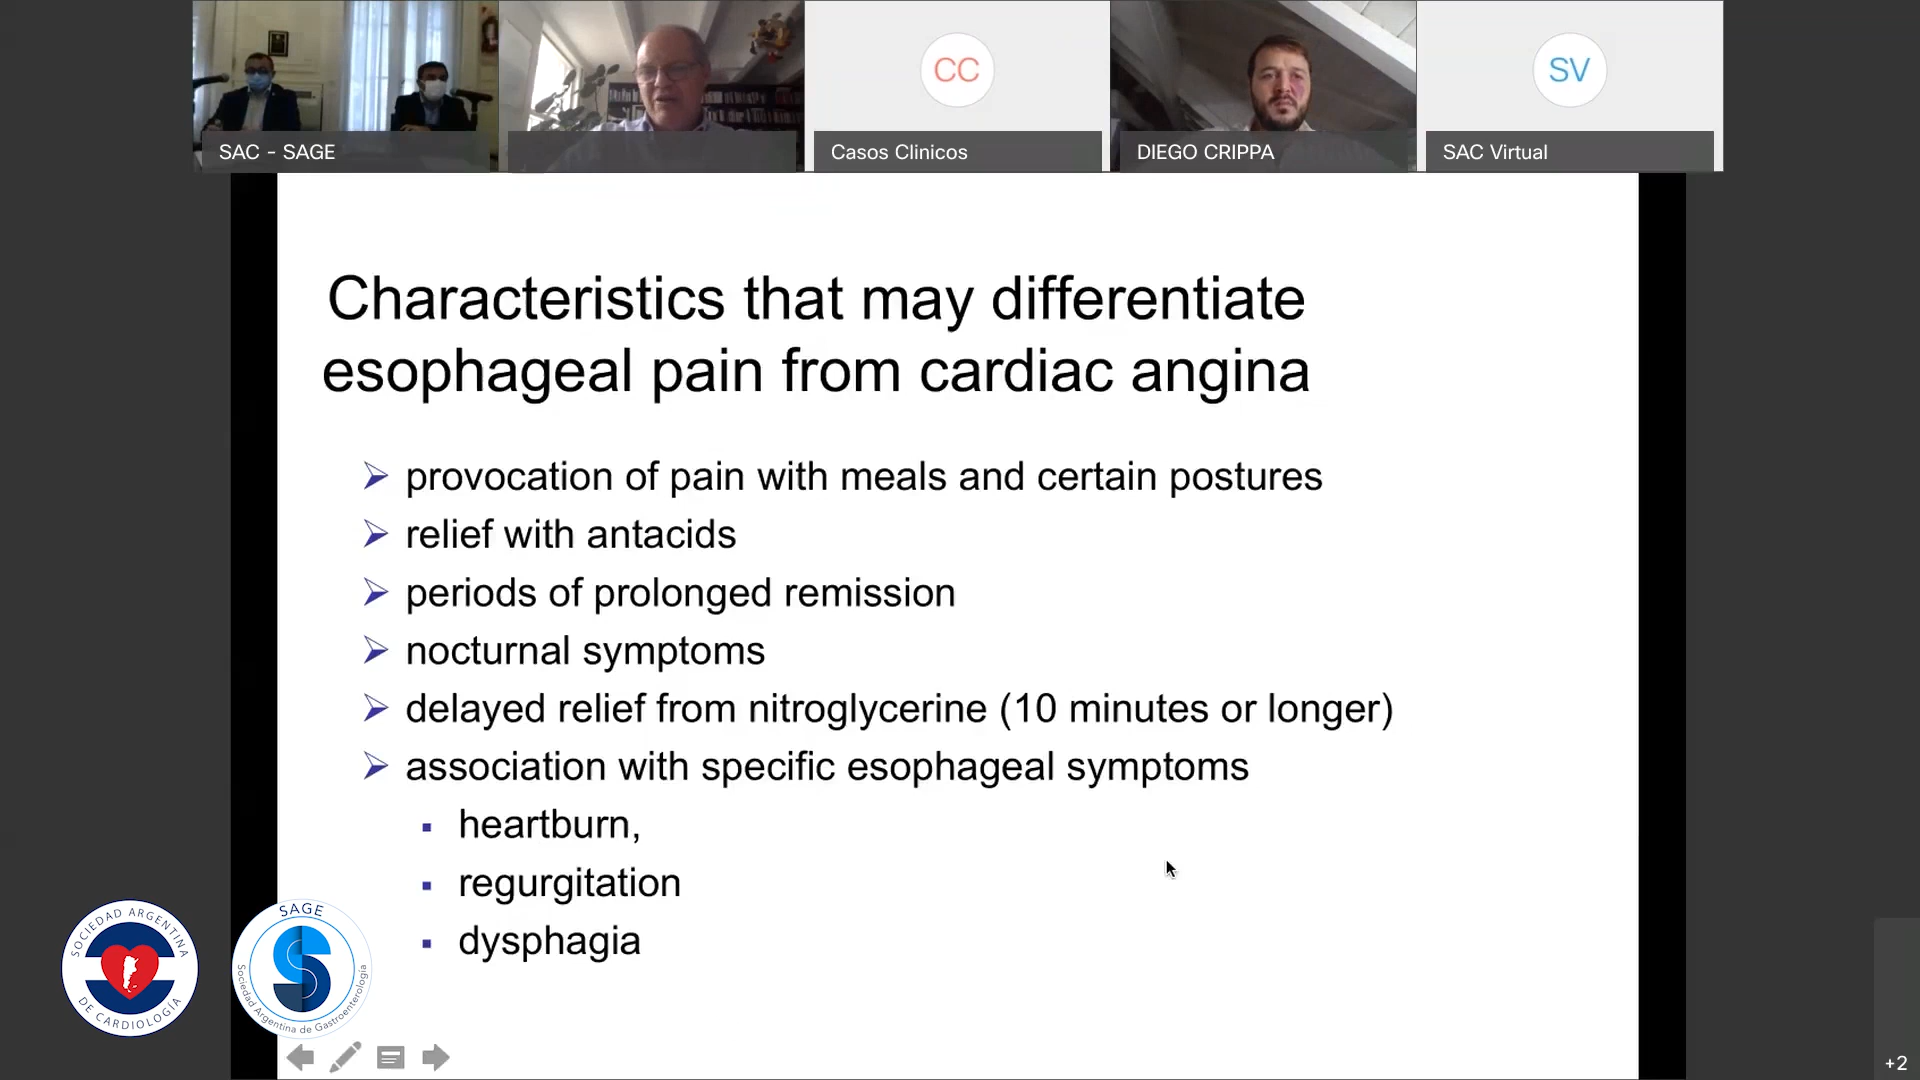 SAC - SAGE
CC
Casos Clinicos
DIEGO CRIPPA
SV
SAC Virtual
Characteristics that may differentiate
esophageal pain from cardiac angina
provocation of pain with meals and certain postures
relief with antacids
periods of prolonged remission
nocturnal symptoms
delayed relief from nitroglycerine (10 minutes or longer)
association with specific esophageal symptoms
heartburn,
regurgitation
dysphagia
SOCIEDAD ARGENTINA
DE CARDIOLOGÍA
SAGE
Sociedad Argentina de Gastroenterología
+2